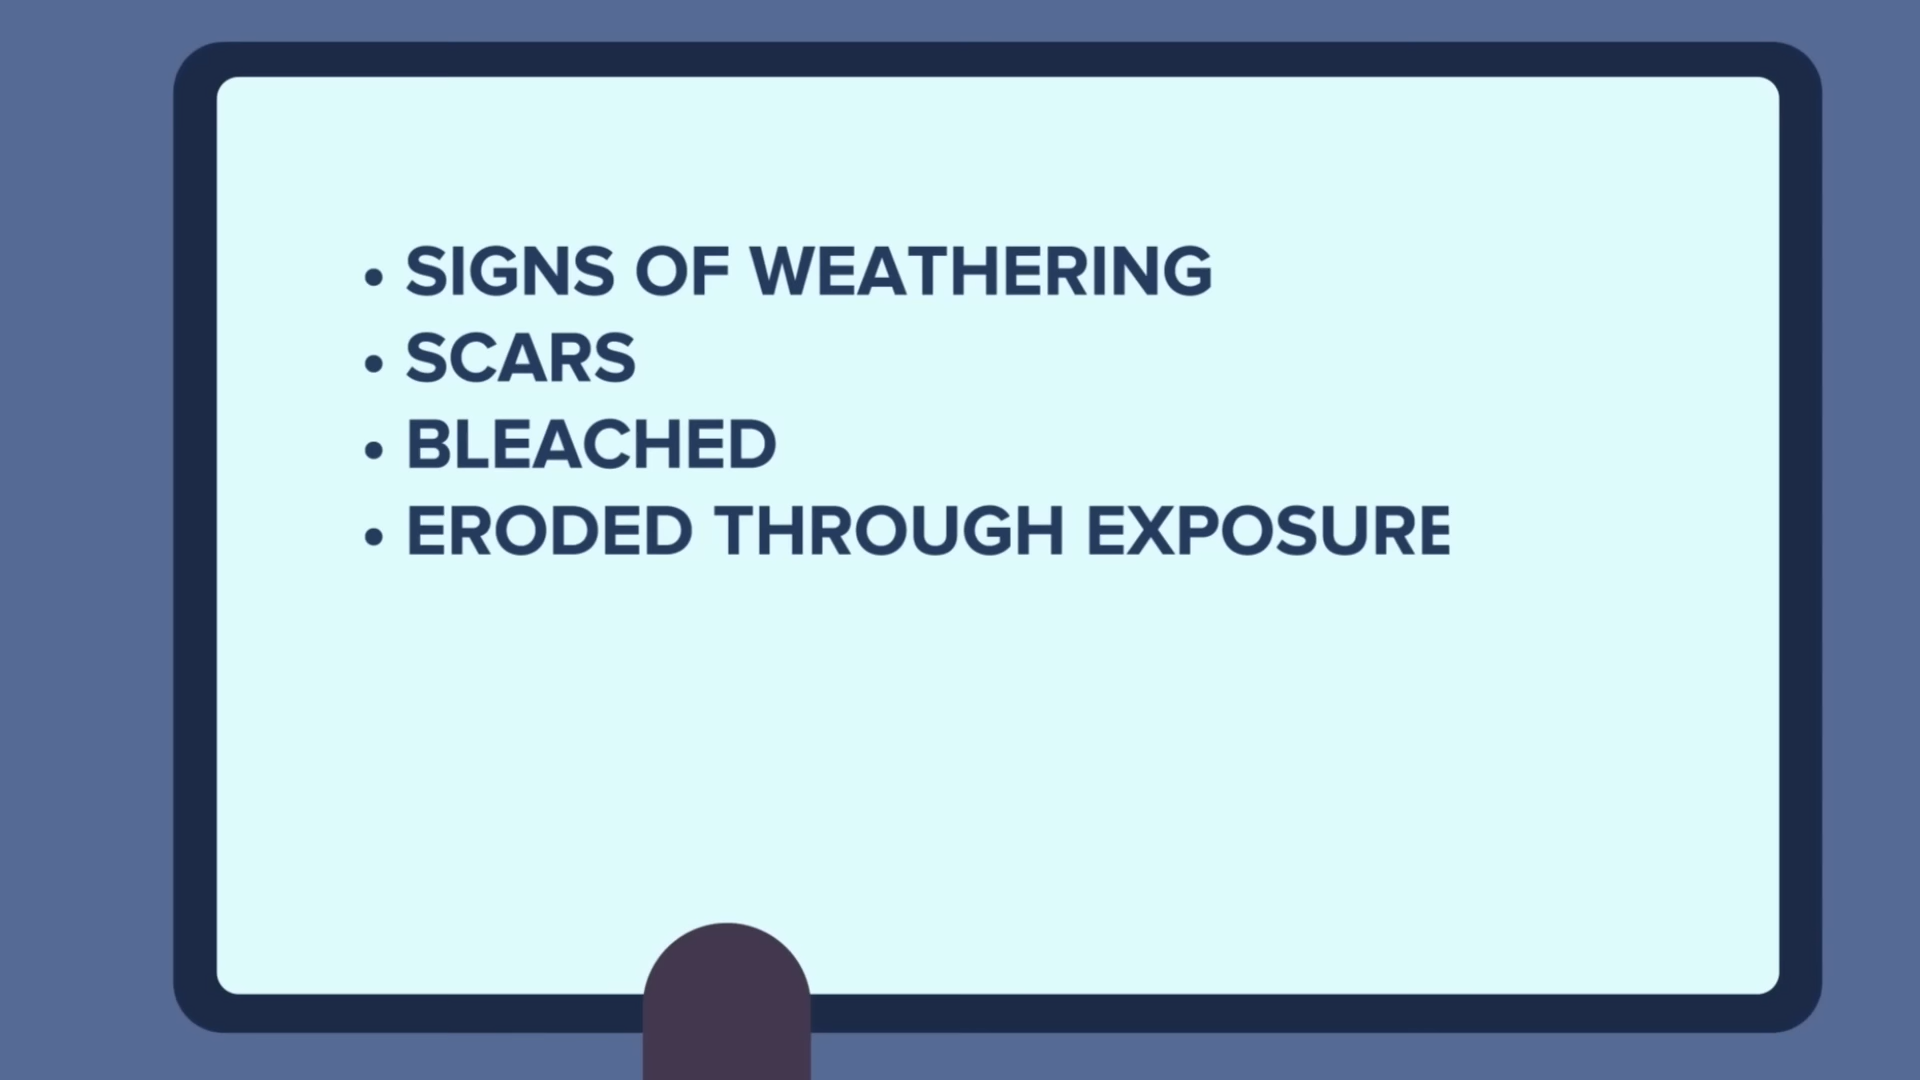 • SIGNS OF WEATHERING
• SCARS
• BLEACHED
• ERODED THROUGH EXPOSURE